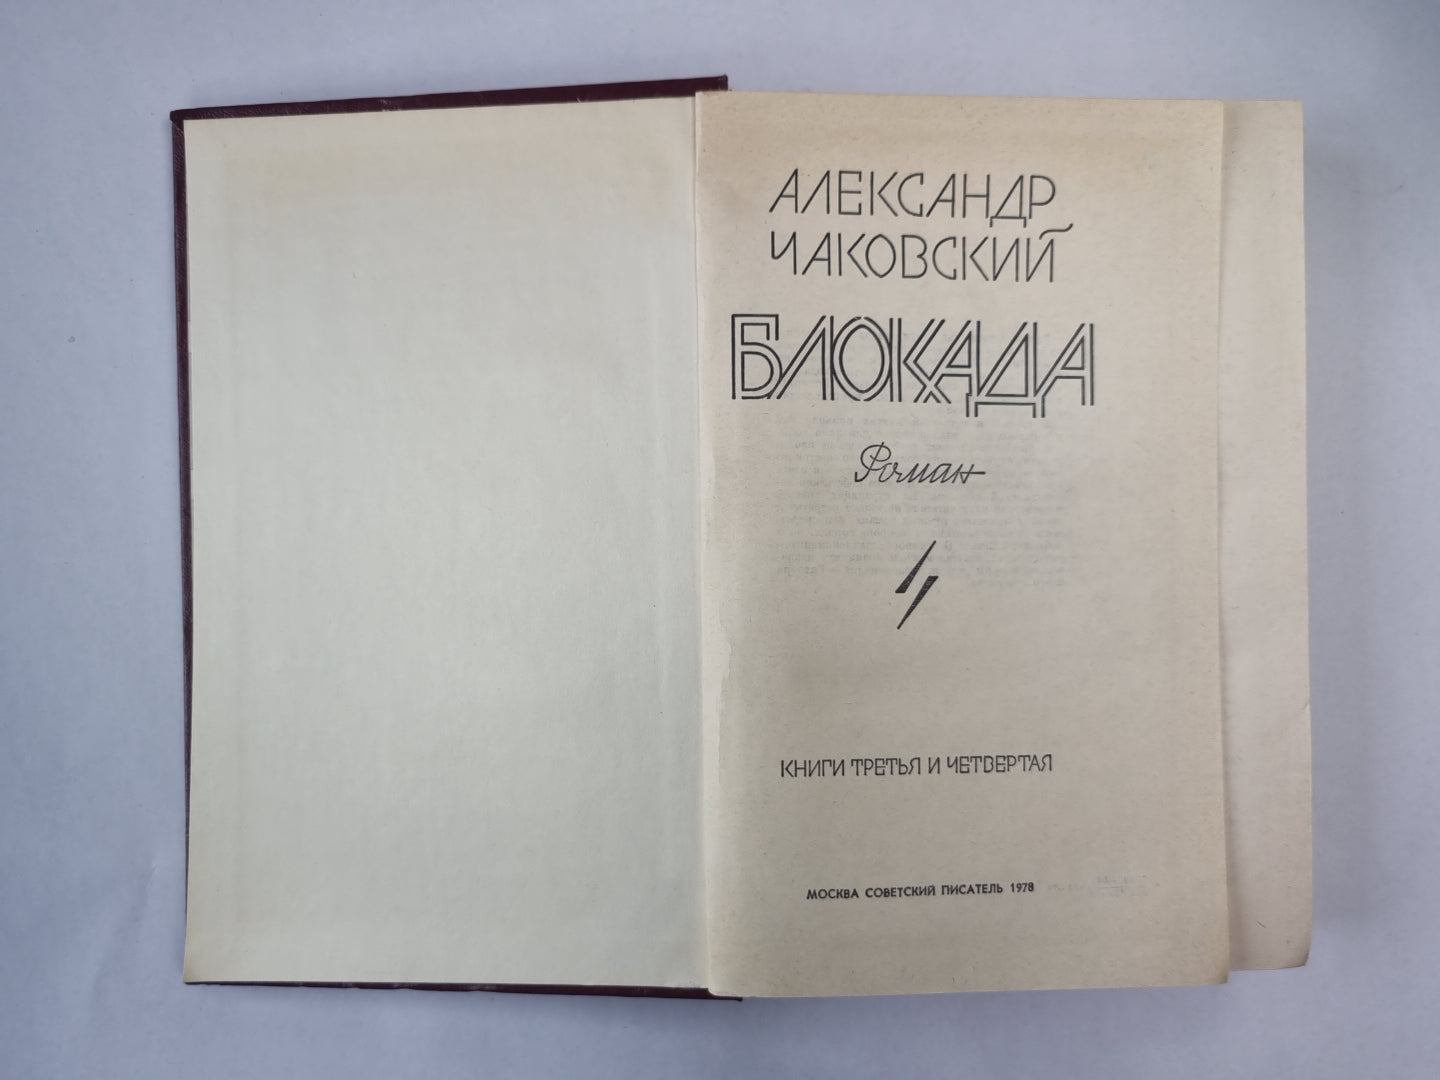 АЛЕКСАНДР
ЧАКОВСКИЙ
БЛОКАДА
Роман
КНИГИ ТРЕТЬЯ И ЧЕТВЕРТАЯ
МОСКВА СОВЕТСКИЙ ПИСАТЕЛЬ 1978